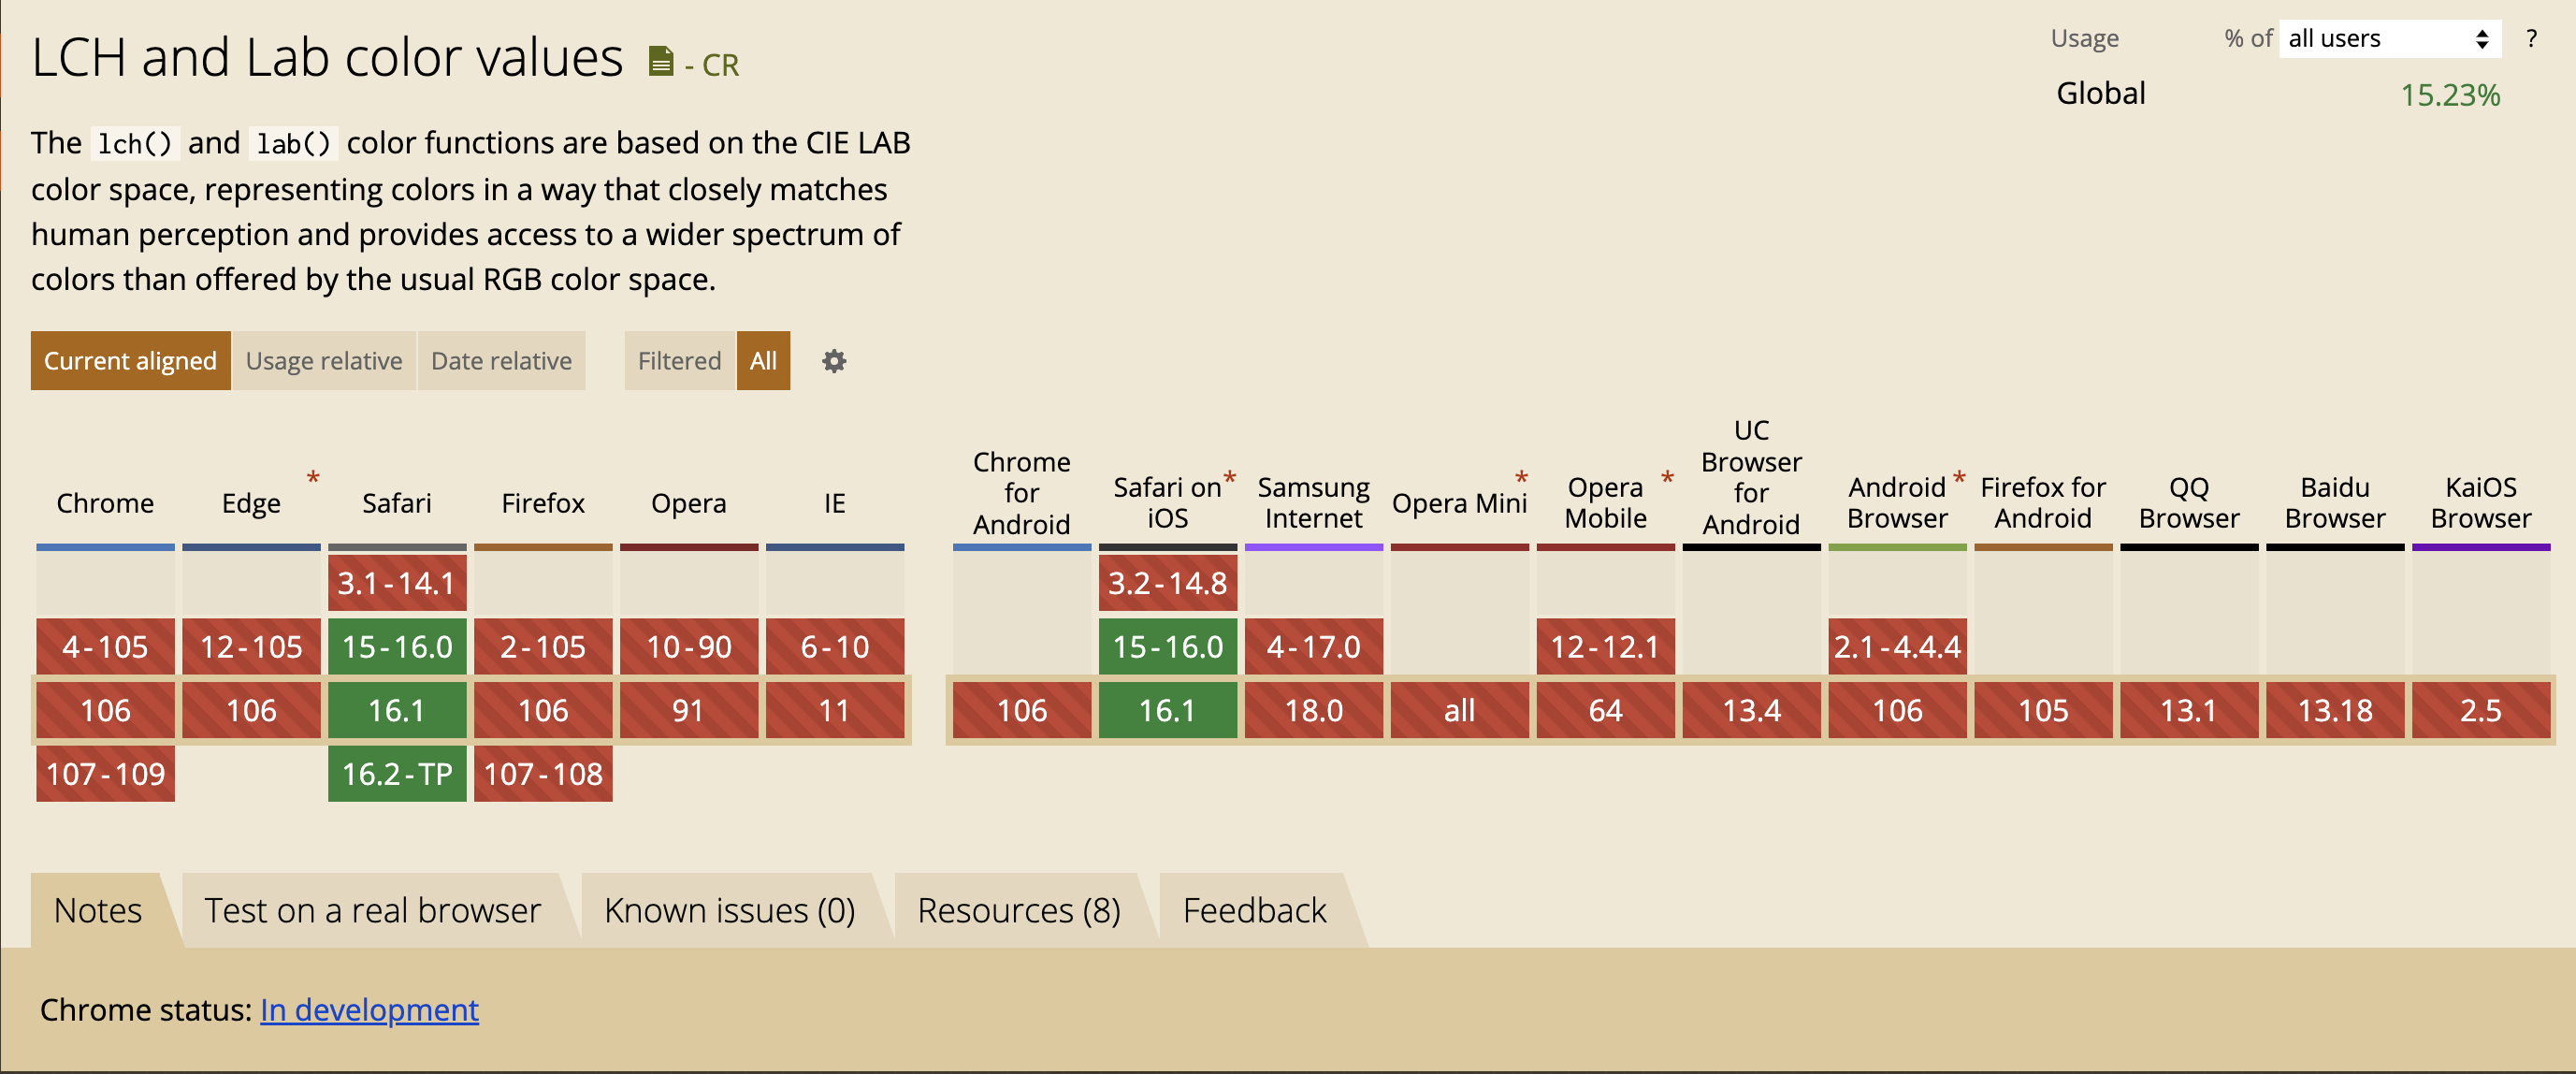 LCH and Lab color values - CR
Usage % of all users ?
Global 15.23%
The lch() and lab() color functions are based on the CIE LAB
color space, representing colors in a way that closely matches
human perception and provides access to a wider spectrum of
colors than offered by the usual RGB color space.
Current aligned Usage relative Date relative Filtered All
Chrome Edge * Safari Firefox Opera IE
Chrome for Android Safari on iOS * Samsung Internet Opera Mini * Opera Mobile * UC Browser for Android Android Browser * Firefox for Android QQ Browser Baidu Browser KaiOS Browser
3.1-14.1 3.2-14.8
4-105 12-105 15-16.0 2-105 10-90 6-10 15-16.0 4-17.0 12-12.1 2.1-4.4.4
106 106 16.1 106 91 11 106 16.1 18.0 all 64 13.4 106 105 13.1 13.18 2.5
107-109 16.2-TP 107-108
Notes Test on a real browser Known issues (0) Resources (8) Feedback
Chrome status: In development